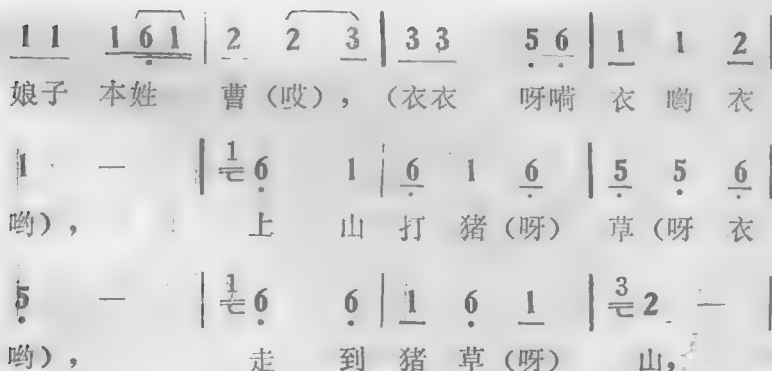 1 1 1 6 1 | 2 2 3 | 3 3 5 6 | 1 1 2 |
娘子 本姓 曹（哎），（衣衣 呀嗬 衣 哟 衣
1 — | 1 6 1 | 6 1 6 | 5 5 6 |
哟）， 上 山 打 猪（呀） 草（呀 衣
5 — | 1 6 6 | 1 6 1 | 3 2 — |
哟）， 走 到 猪 草（呀） 山，